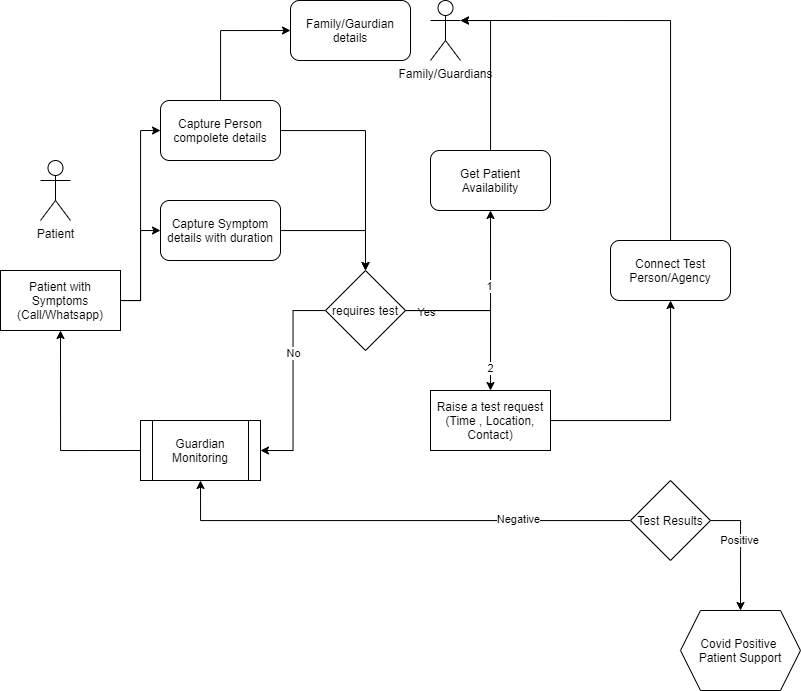 Family/Gaurdian
details
Family/Guardians
Capture Person
compolete details
Get Patient
Availability
Patient
Capture Symptom
details with duration
Connect Test
Person/Agency
Patient with
Symptoms
(Call/Whatsapp)
1
requires test
Yes
No
2
Raise a test request
(Time , Location,
Contact)
Guardian
Monitoring
Negative
Test Results
Positive
Covid Positive
Patient Support